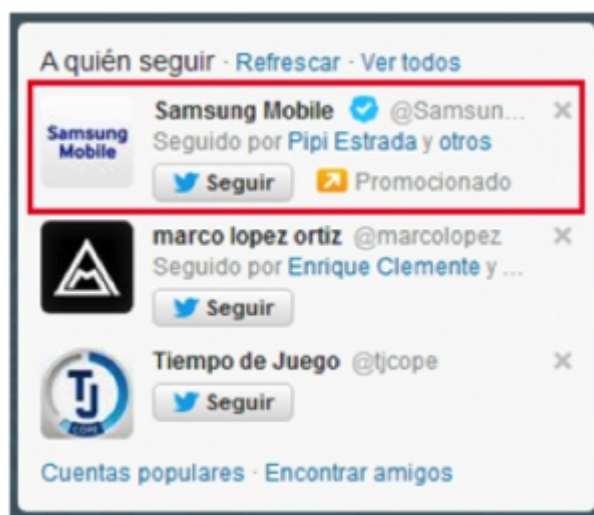 A quién seguir · Refrescar · Ver todos
Samsung Mobile @Samsun...
Samsung
Mobile
Seguido por Pipi Estrada y otros
Seguir Promocionado
marco lopez ortiz @marcolopez
Seguido por Enrique Clemente y ...
Seguir
Tiempo de Juego @tjcope
TJ
COPE
Seguir
Cuentas populares · Encontrar amigos